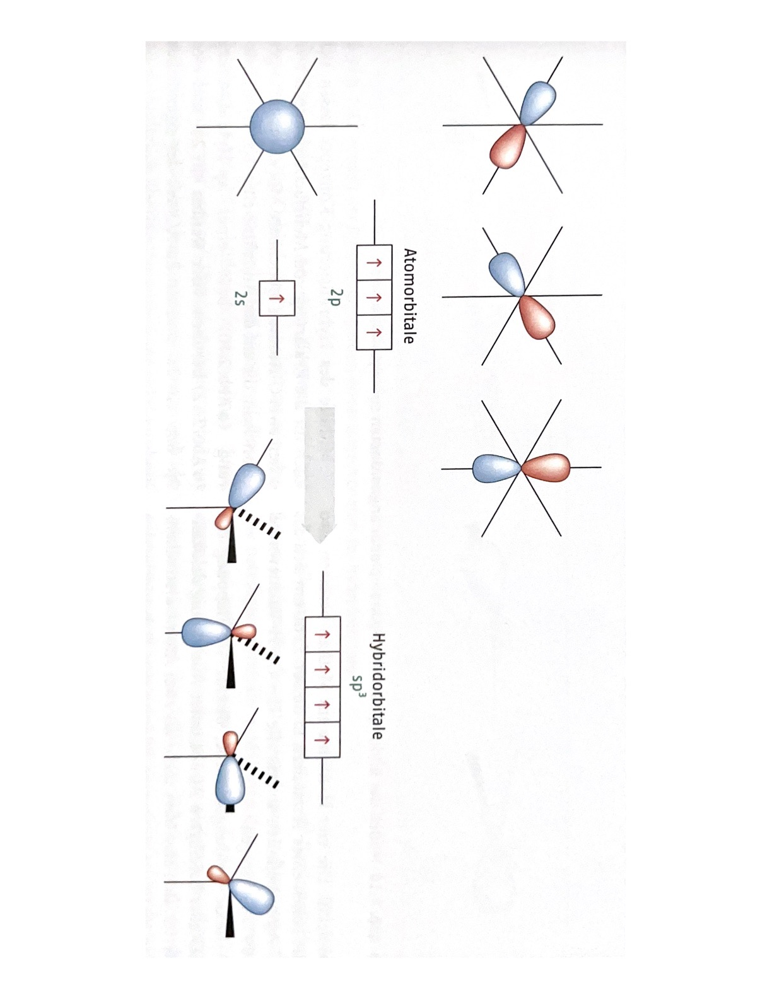 Atomorbitale
↑ ↑ ↑
2p
↑
2s
Hybridorbitale
sp³
↑ ↑ ↑ ↑